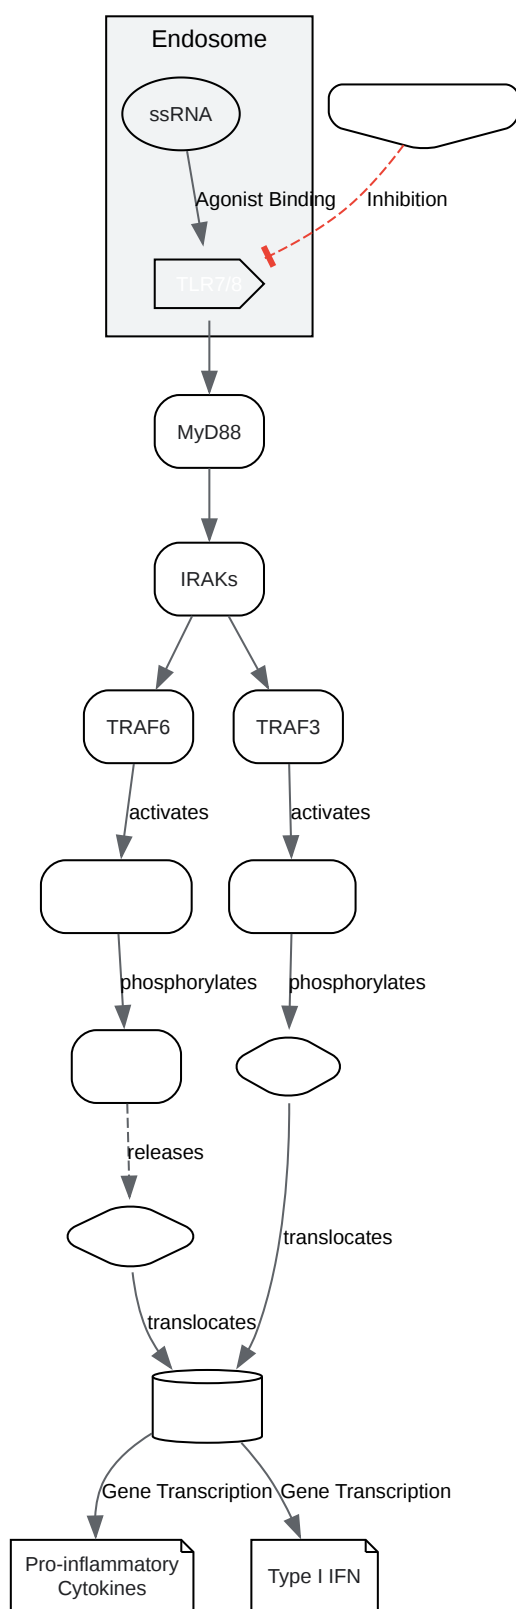 Endosome
ssRNA
Agonist Binding
Inhibition
TLR7/8
MyD88
IRAKs
TRAF6
TRAF3
activates
activates
phosphorylates
phosphorylates
releases
translocates
translocates
Gene Transcription
Gene Transcription
Pro-inflammatory
Cytokines
Type I IFN